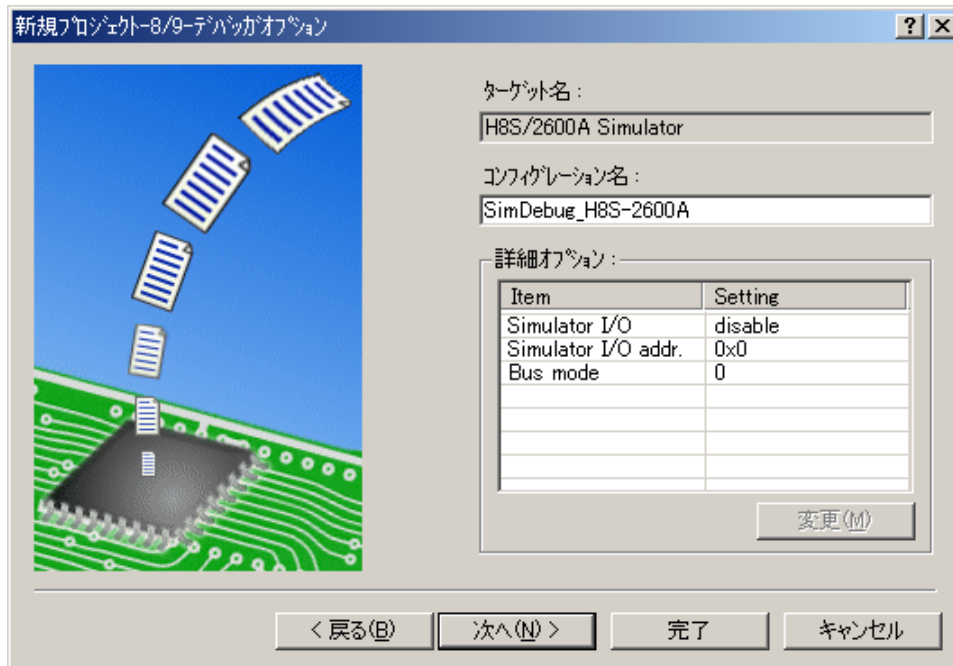 新規プロジェクト-8/9-デバッガオプション
ターゲット名：
H8S/2600A Simulator
コンフィグレーション名：
SimDebug_H8S-2600A
詳細オプション：
Item Setting
Simulator I/O disable
Simulator I/O addr. 0x0
Bus mode 0
変更(M)
< 戻る(B) 次へ(N) > 完了 キャンセル